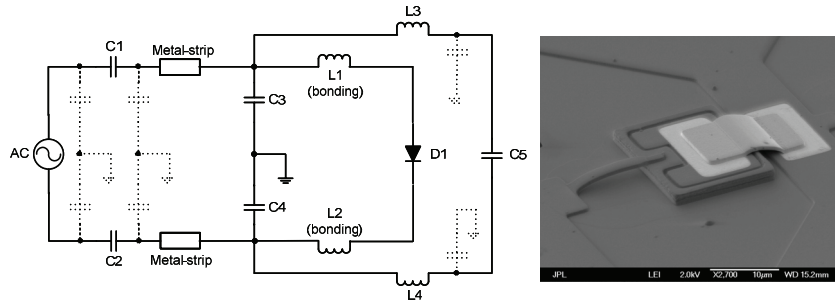 L3
C1
Metal-strip
L1
(bonding)
C3
AC
D1
C5
C4
L2
(bonding)
C2
Metal-strip
L4
JPL LEI 2.0kV X2,700 10µm WD 15.2mm